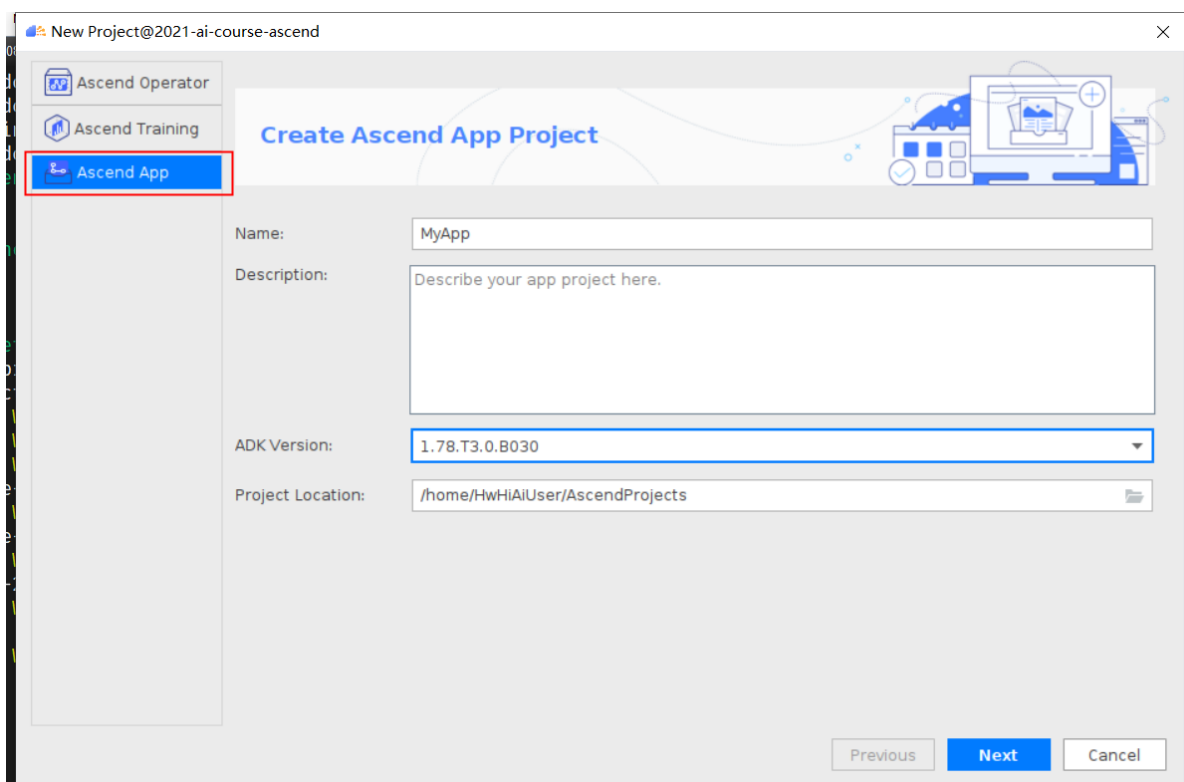 New Project@2021-ai-course-ascend
Ascend Operator
Ascend Training
Ascend App
Create Ascend App Project
Name:
MyApp
Description:
Describe your app project here.
ADK Version:
1.78.T3.0.B030
Project Location:
/home/HwHiAiUser/AscendProjects
Previous
Next
Cancel